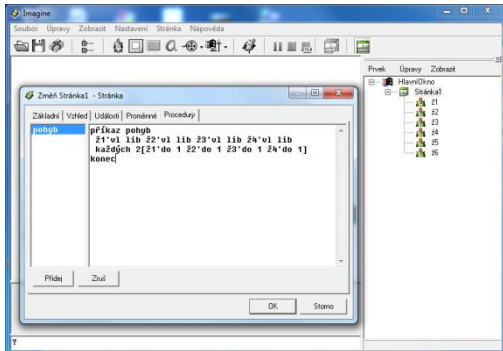 Imagine
Soubor Úpravy Zobrazit Nastavení Stránka Nápověda
Prvek Úpravy Zobrazit
HlavníOkno
Stránka1
ž1
ž2
ž3
ž4
ž5
ž6
Změň Stránka1 - Stránka
Základní Vzhled Události Proměnné Procedury
pohyb
příkaz pohyb
ž1'vl lib ž2'vl lib ž3'vl lib ž4'vl lib
každých 2[ž1'do 1 ž2'do 1 ž3'do 1 ž4'do 1]
konec
Přidej Zruš
OK Storno
?